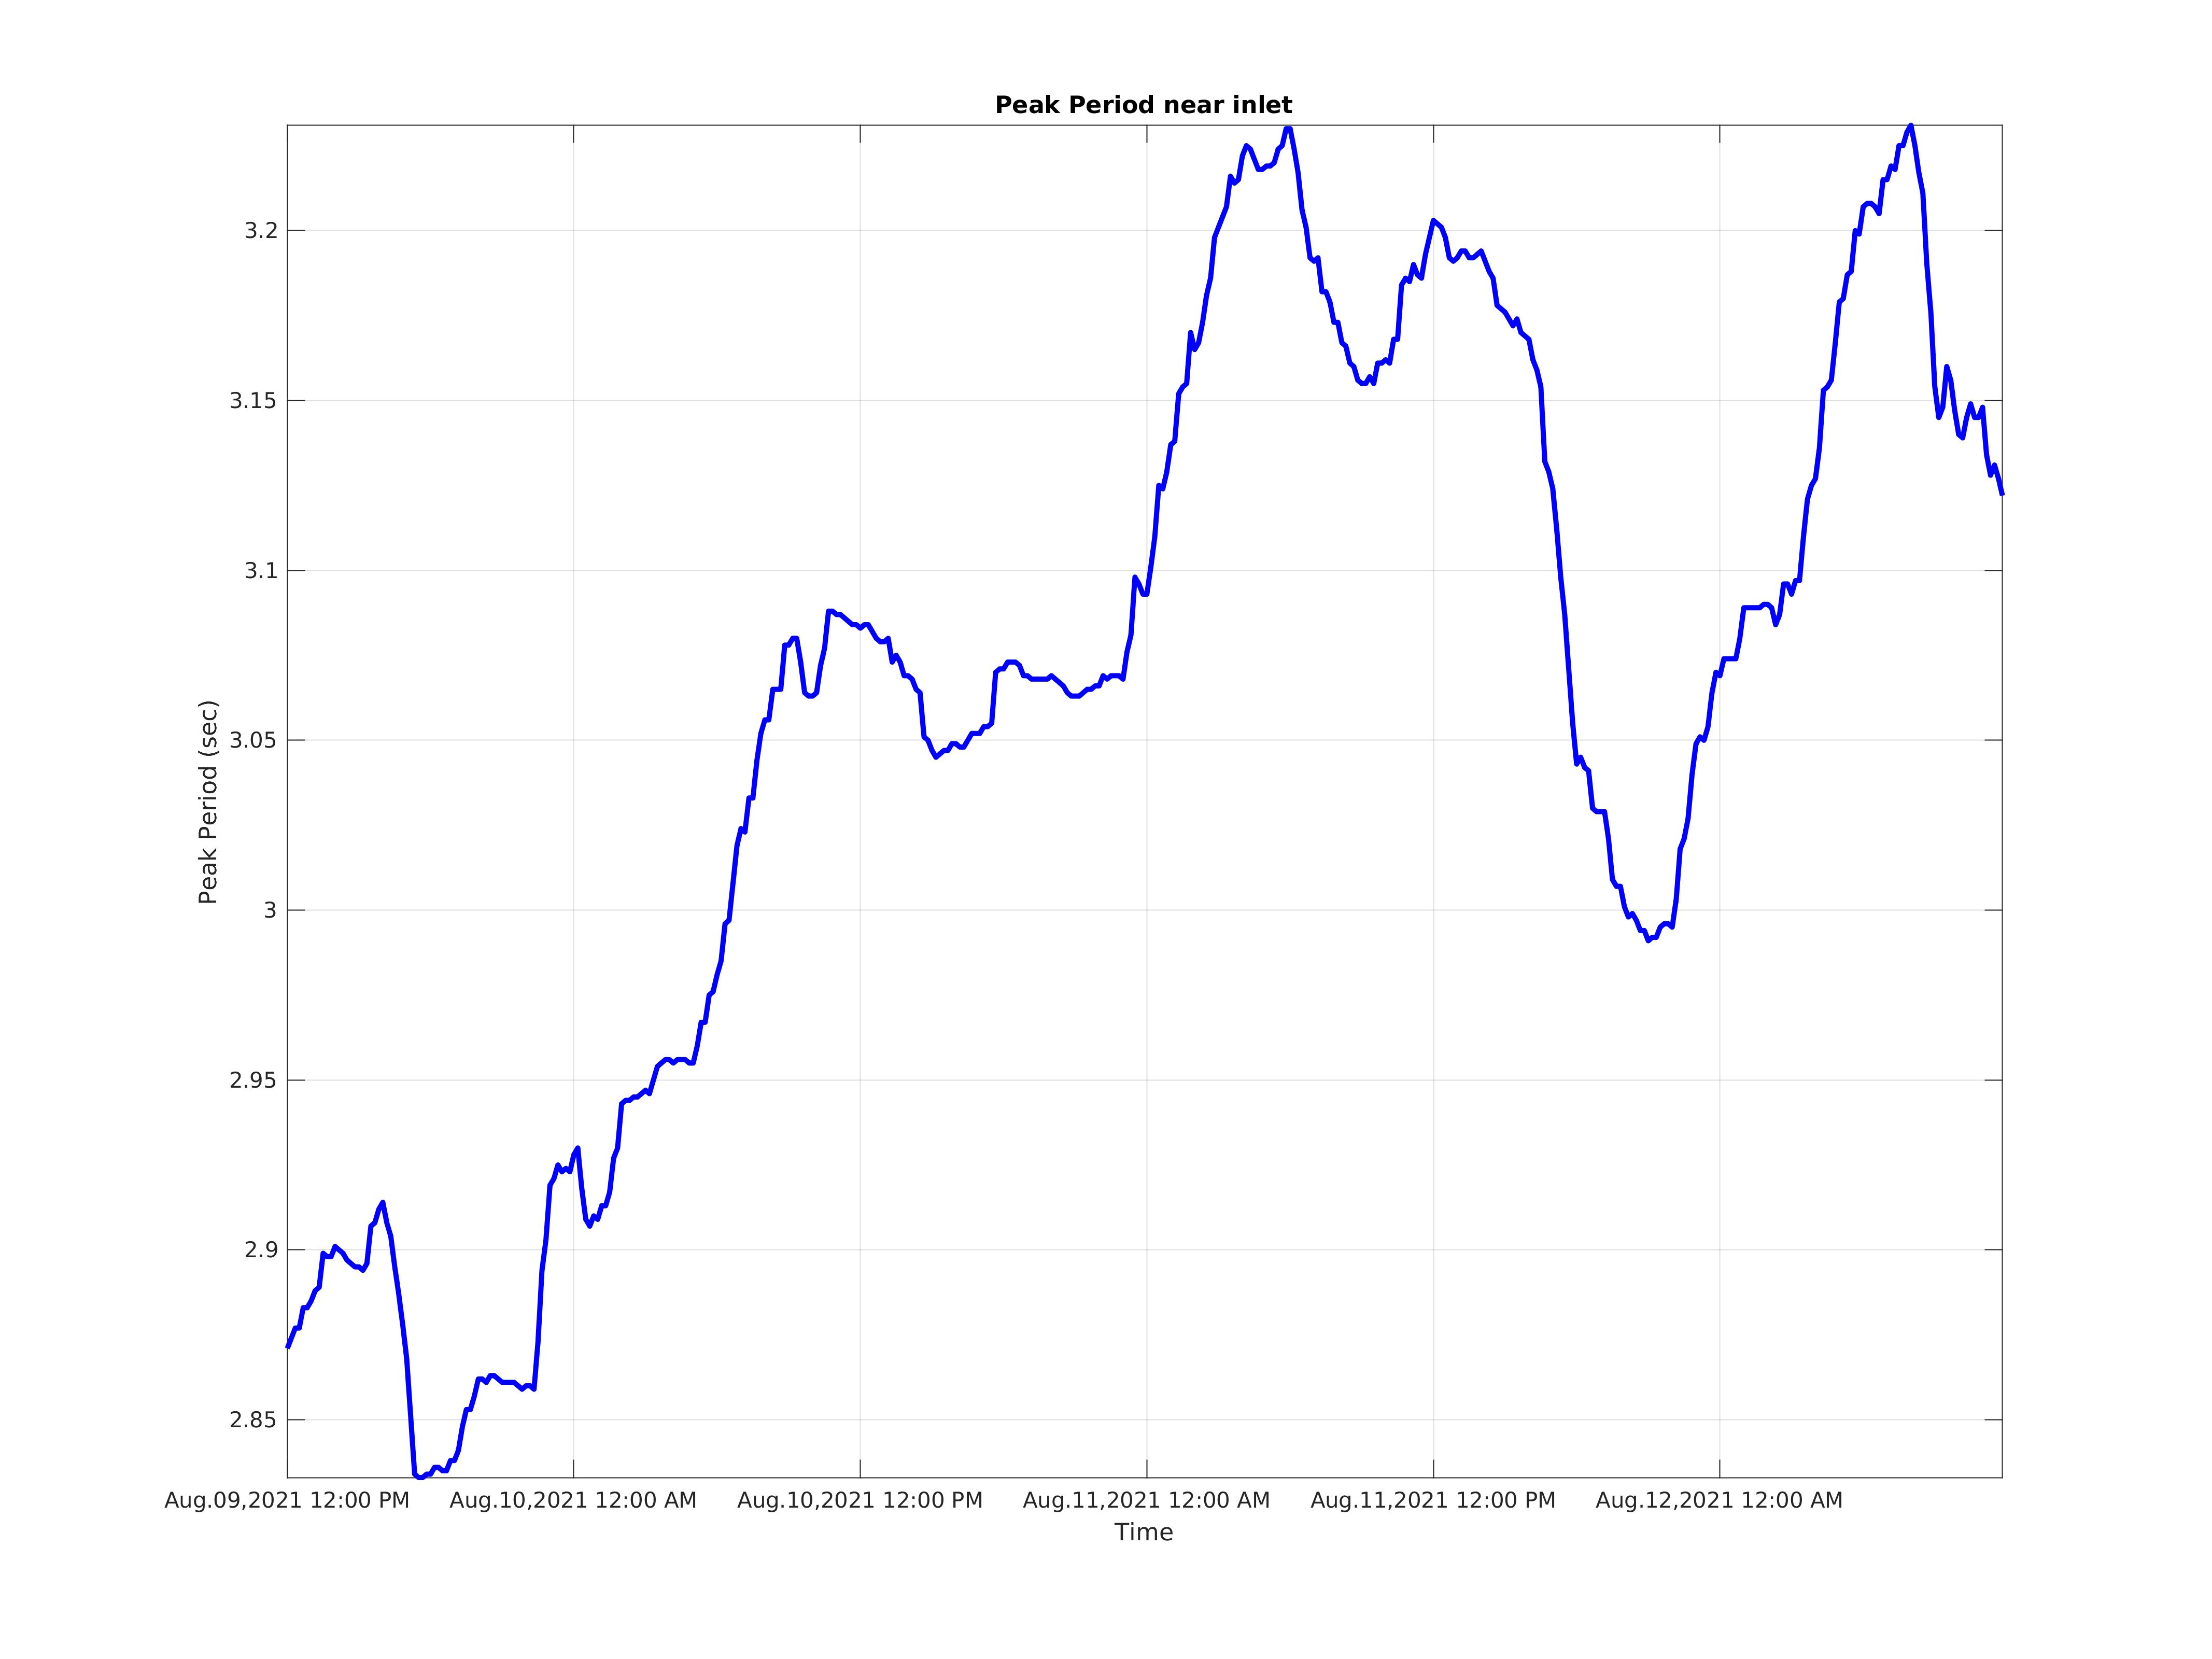 Peak Period near inlet
Peak Period (sec)
3.2
3.15
3.1
3.05
3
2.95
2.9
2.85
Aug.09,2021 12:00 PM Aug.10,2021 12:00 AM Aug.10,2021 12:00 PM Aug.11,2021 12:00 AM Aug.11,2021 12:00 PM Aug.12,2021 12:00 AM
Time